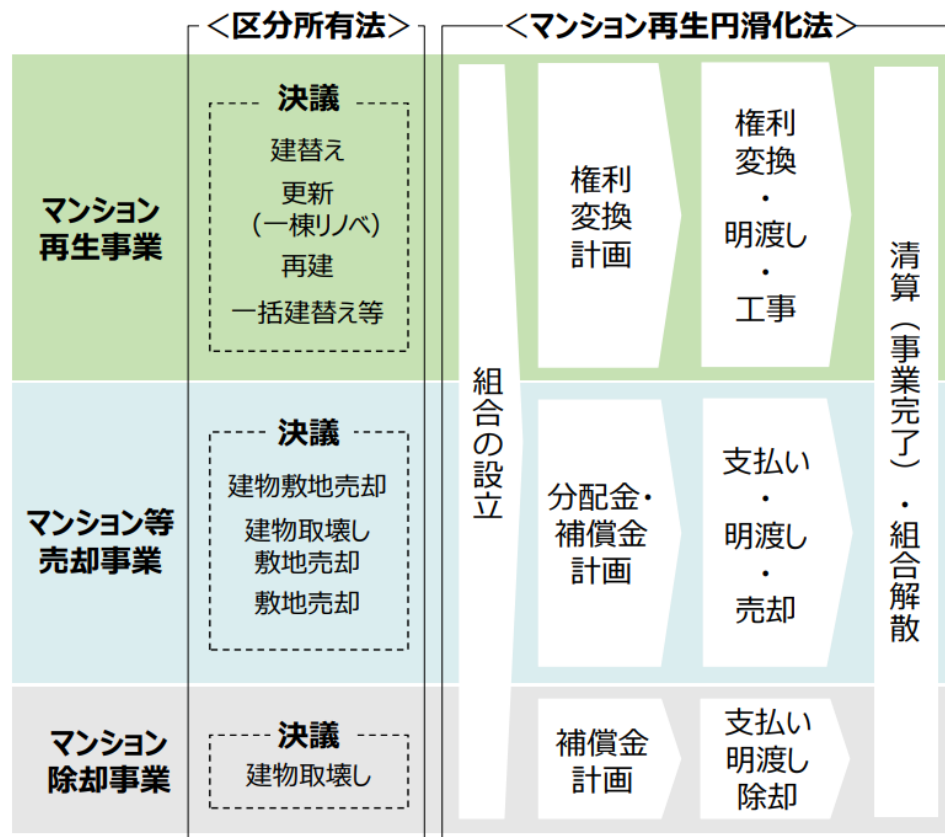 <区分所有法>
<マンション再生円滑化法>
マンション
再生事業
決議
建替え
更新
(一棟リノベ)
再建
一括建替え等
組合の設立
権利
変換
計画
権利
変換
・
明渡し
・
工事
清算(事業完了)・組合解散
マンション等
売却事業
決議
建物敷地売却
建物取壊し
敷地売却
敷地売却
分配金・
補償金
計画
支払い
・
明渡し
・
売却
マンション
除却事業
決議
建物取壊し
補償金
計画
支払い
明渡し
除却